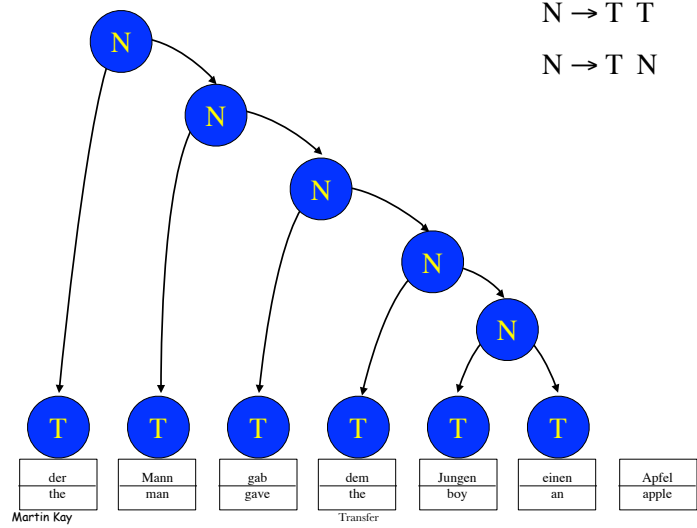 N → T T
N → T N
N
N
N
N
N
T T T T T T
der Mann gab dem Jungen einen Apfel
the man gave the boy an apple
Martin Kay
Transfer